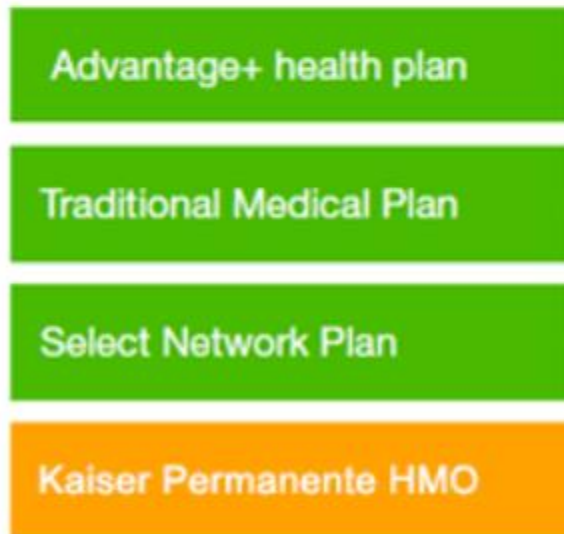 Advantage+ health plan
Traditional Medical Plan
Select Network Plan
Kaiser Permanente HMO